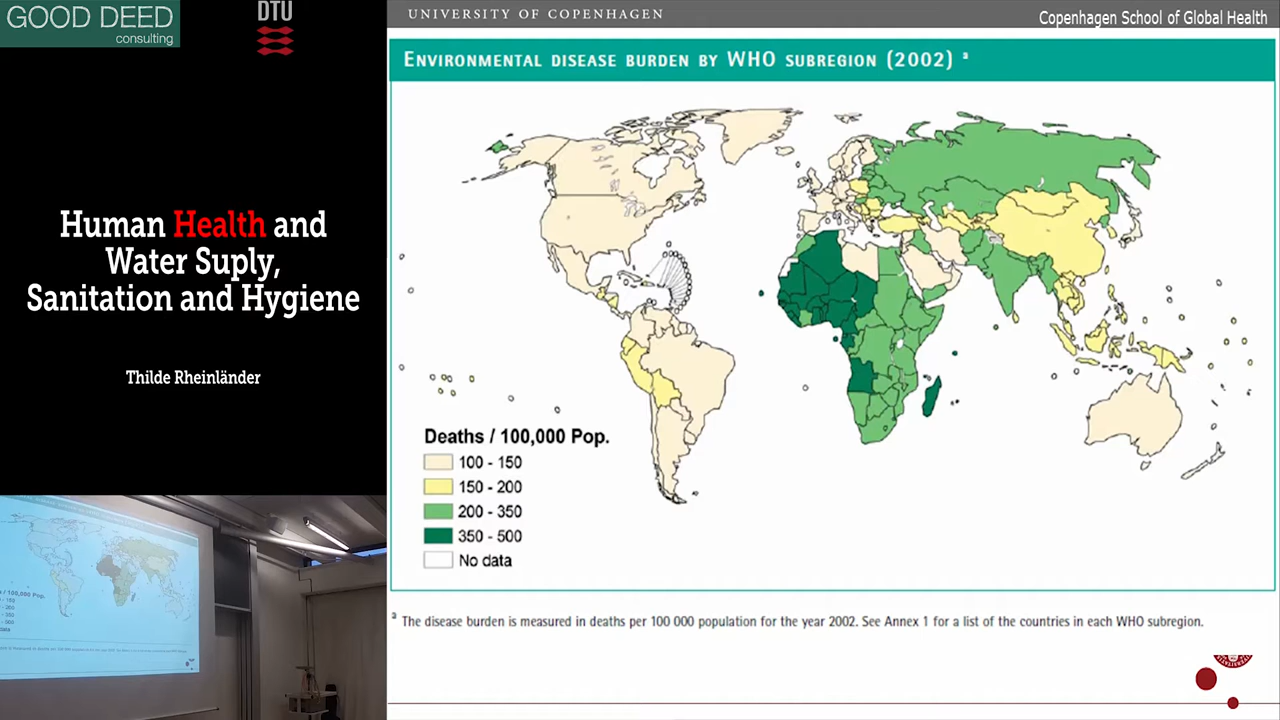 GOOD DEED
consulting
DTU
UNIVERSITY OF COPENHAGEN
Copenhagen School of Global Health
ENVIRONMENTAL DISEASE BURDEN BY WHO SUBREGION (2002) ª
Human Health and
Water Suply,
Sanitation and Hygiene
Thilde Rheinländer
Deaths / 100,000 Pop.
100 - 150
150 - 200
200 - 350
350 - 500
No data
ª The disease burden is measured in deaths per 100 000 population for the year 2002. See Annex 1 for a list of the countries in each WHO subregion.